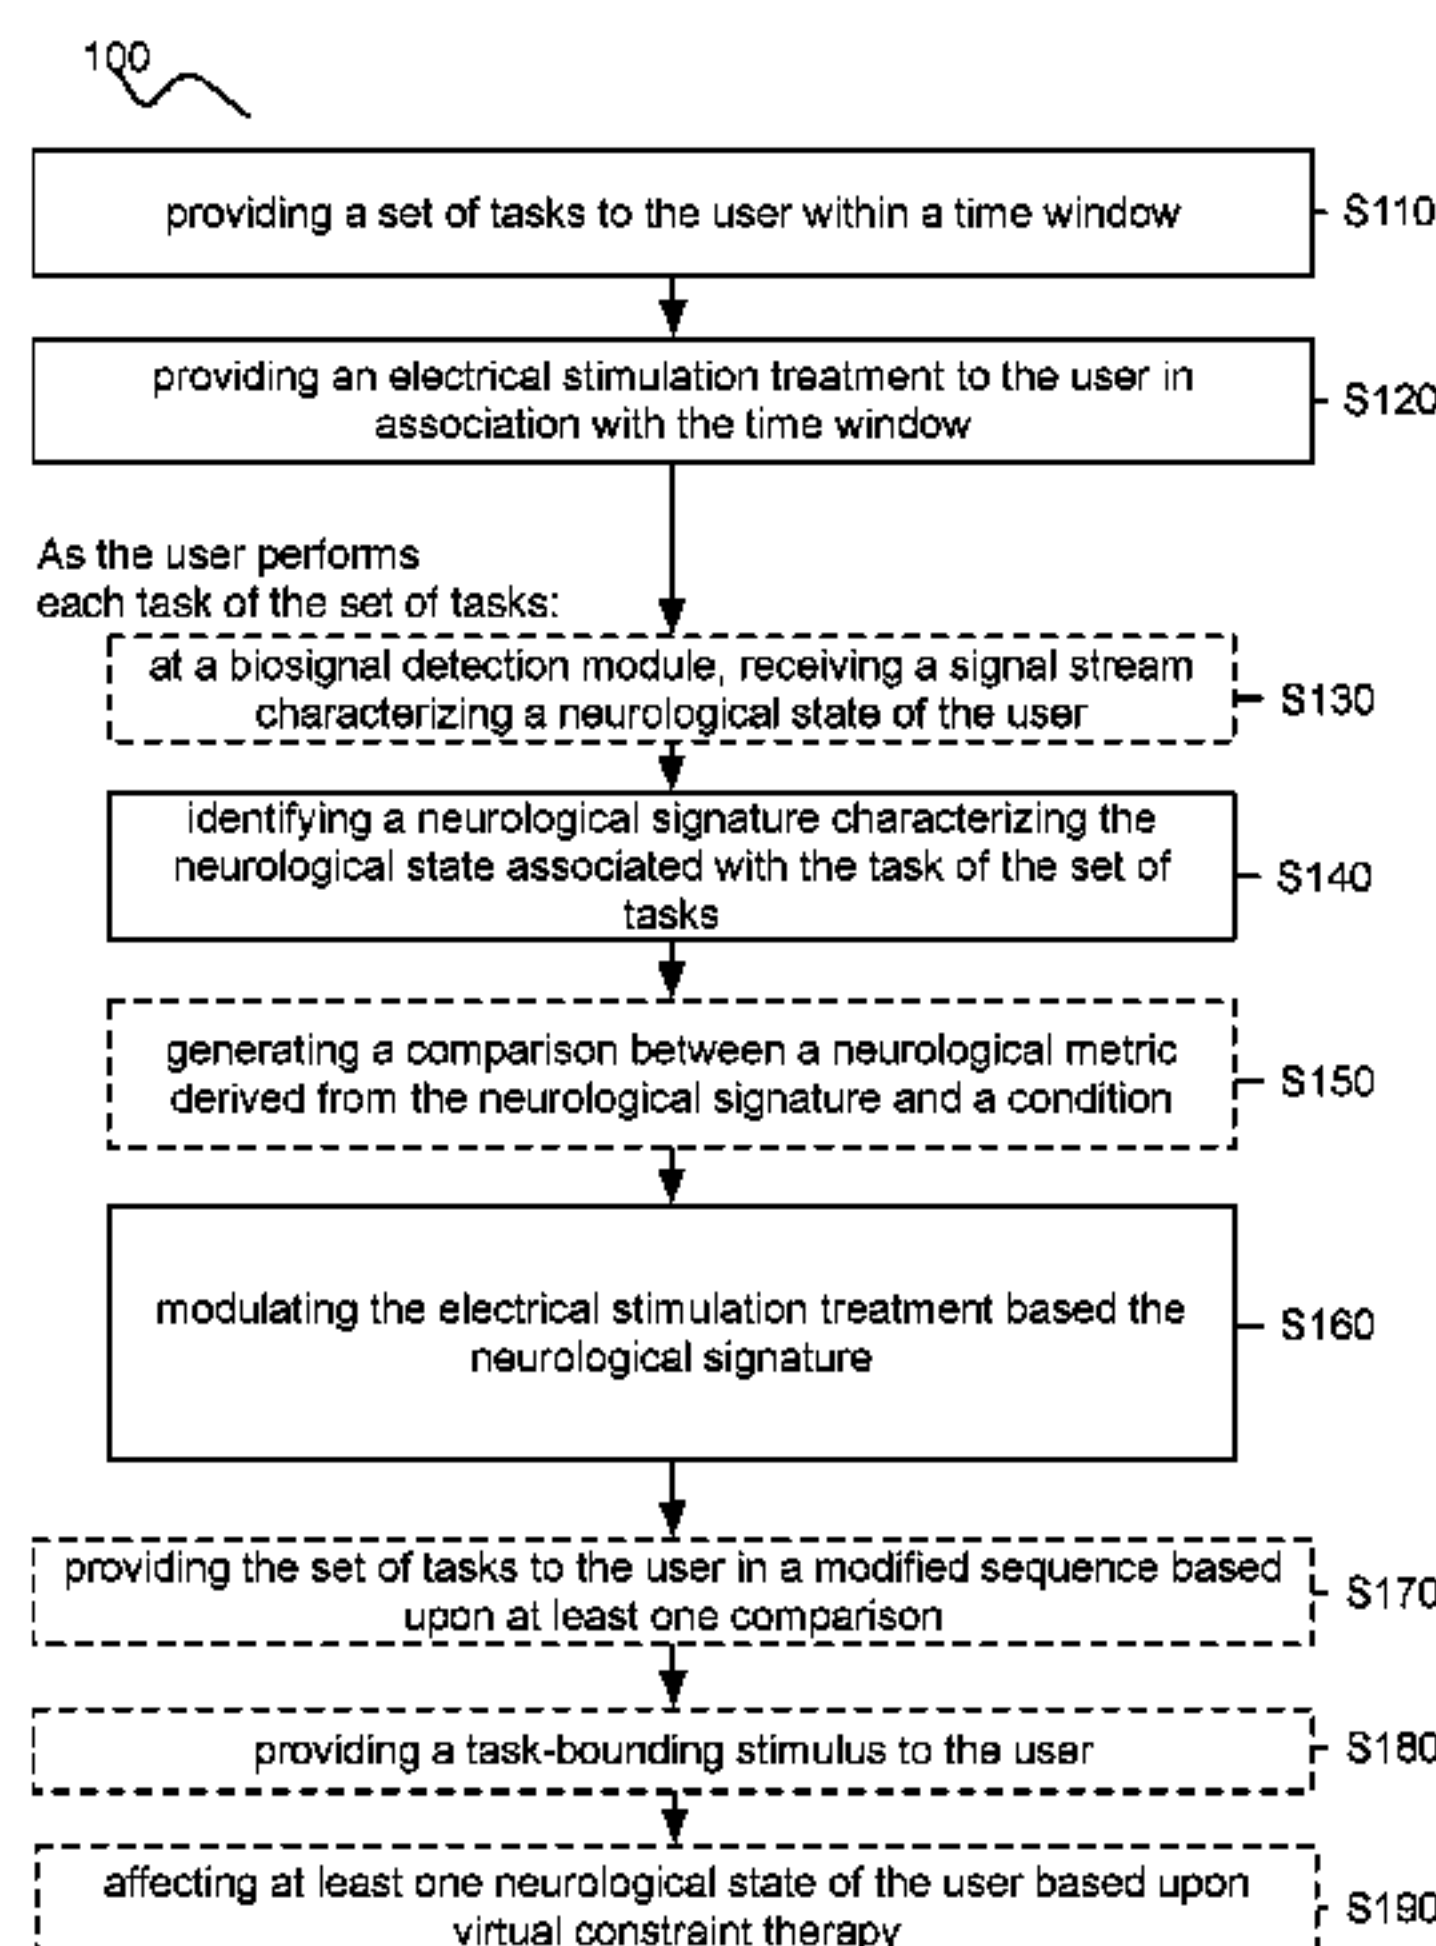 100
providing a set of tasks to the user within a time window
S110
providing an electrical stimulation treatment to the user in
association with the time window
S120
As the user performs
each task of the set of tasks:
at a biosignal detection module, receiving a signal stream
characterizing a neurological state of the user
S130
identifying a neurological signature characterizing the
neurological state associated with the task of the set of
tasks
S140
generating a comparison between a neurological metric
derived from the neurological signature and a condition
S150
modulating the electrical stimulation treatment based the
neurological signature
S160
providing the set of tasks to the user in a modified sequence based
upon at least one comparison
S170
providing a task-bounding stimulus to the user
S180
affecting at least one neurological state of the user based upon
virtual constraint therapy
S190